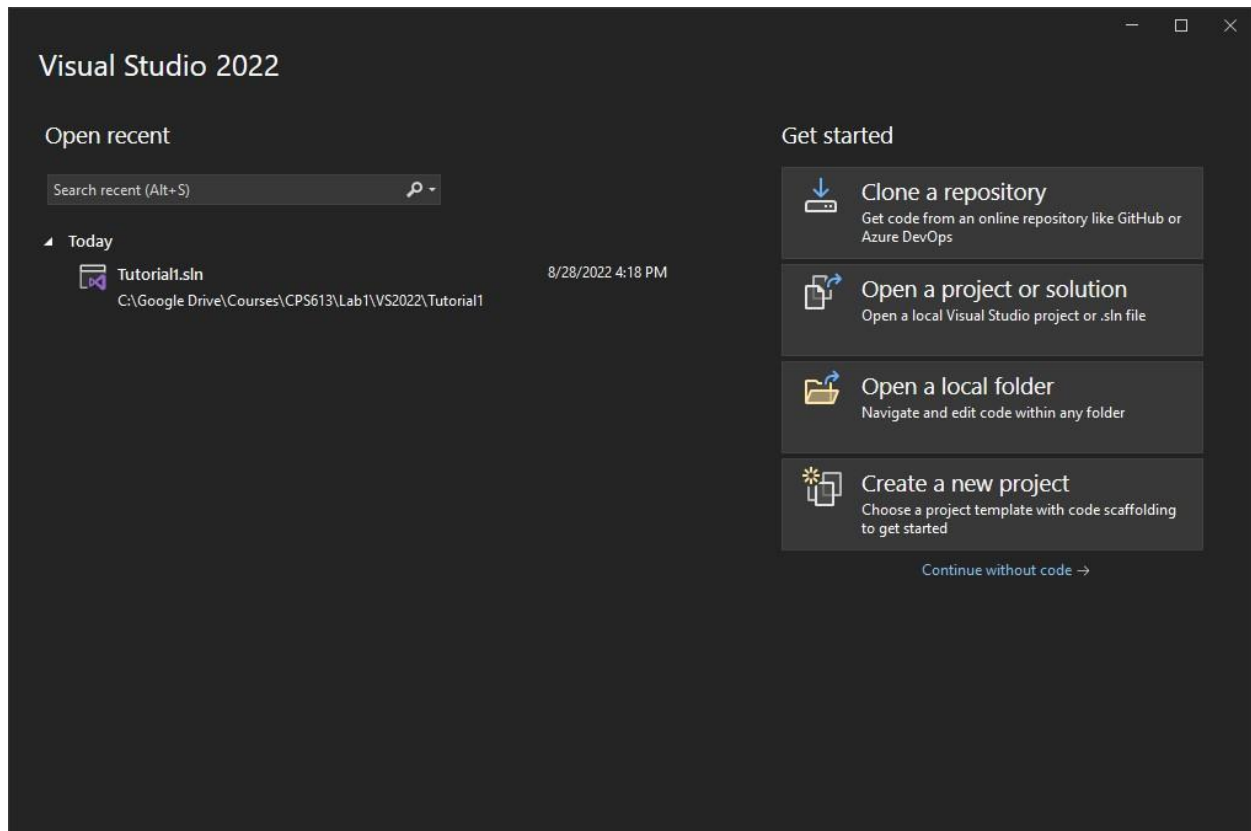 Visual Studio 2022
Open recent
Search recent (Alt+S)
Today
Tutorial1.sln
8/28/2022 4:18 PM
C:\Google Drive\Courses\CPS613\Lab1\VS2022\Tutorial1
Get started
Clone a repository
Get code from an online repository like GitHub or
Azure DevOps
Open a project or solution
Open a local Visual Studio project or .sln file
Open a local folder
Navigate and edit code within any folder
Create a new project
Choose a project template with code scaffolding
to get started
Continue without code →